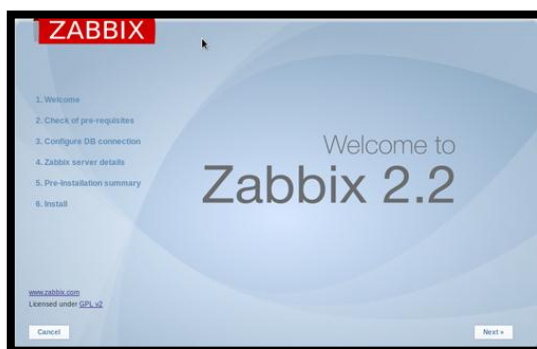 ZABBIX
1. Welcome
2. Check of pre-requisites
3. Configure DB connection
4. Zabbix server details
5. Pre-Installation summary
6. Install
Welcome to
Zabbix 2.2
www.zabbix.com
Licensed under GPL v2
Cancel
Next »